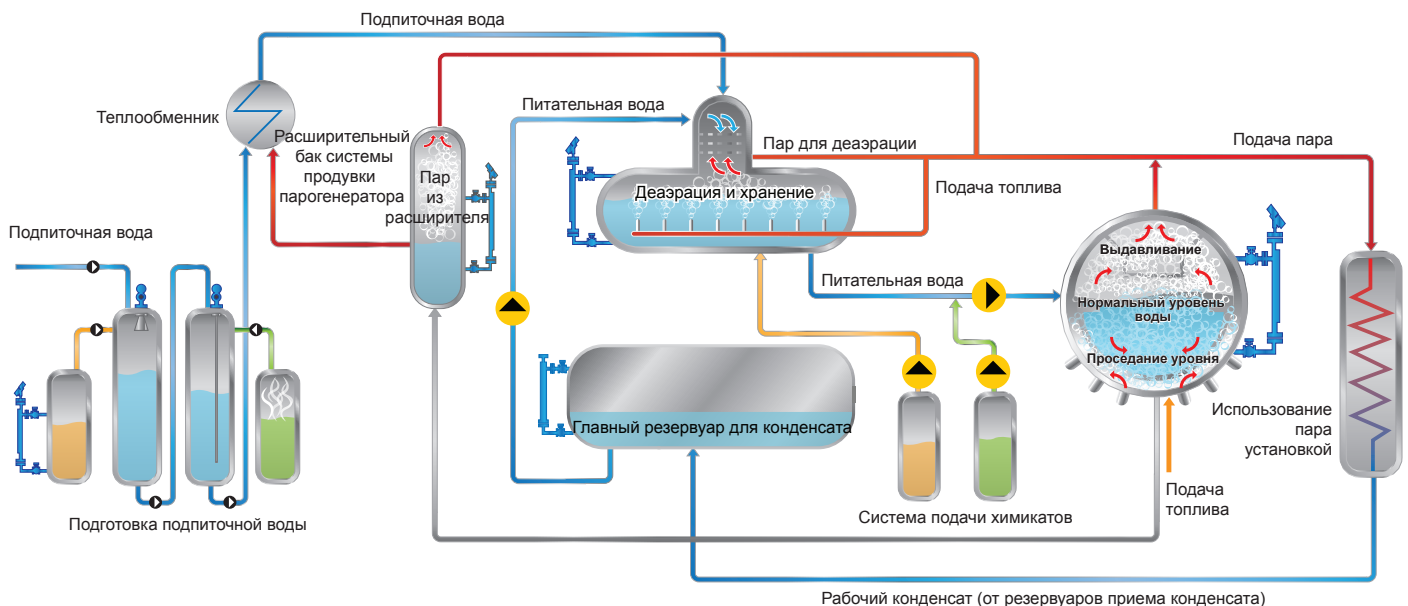 Подпиточная вода
Теплообменник
Расширительный
бак системы
продувки
парогенератора
Пар
из
расширителя
Питательная вода
Пар для деаэрации
Подача пара
Деаэрация и хранение
Подача топлива
Подпиточная вода
Питательная вода
Выдавливание
Нормальный уровень
воды
Проседание уровня
Главный резервуар для конденсата
Использование
пара
установкой
Подача
топлива
Система подачи химикатов
Подготовка подпиточной воды
Рабочий конденсат (от резервуаров приема конденсата)